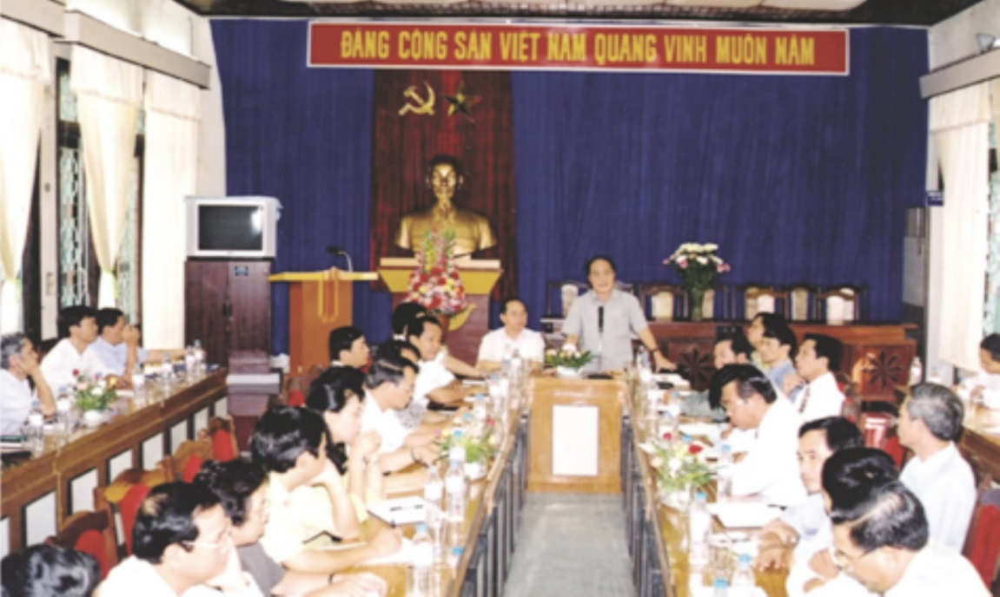 ĐẢNG CỘNG SẢN VIỆT NAM QUANG VINH MUÔN NĂM